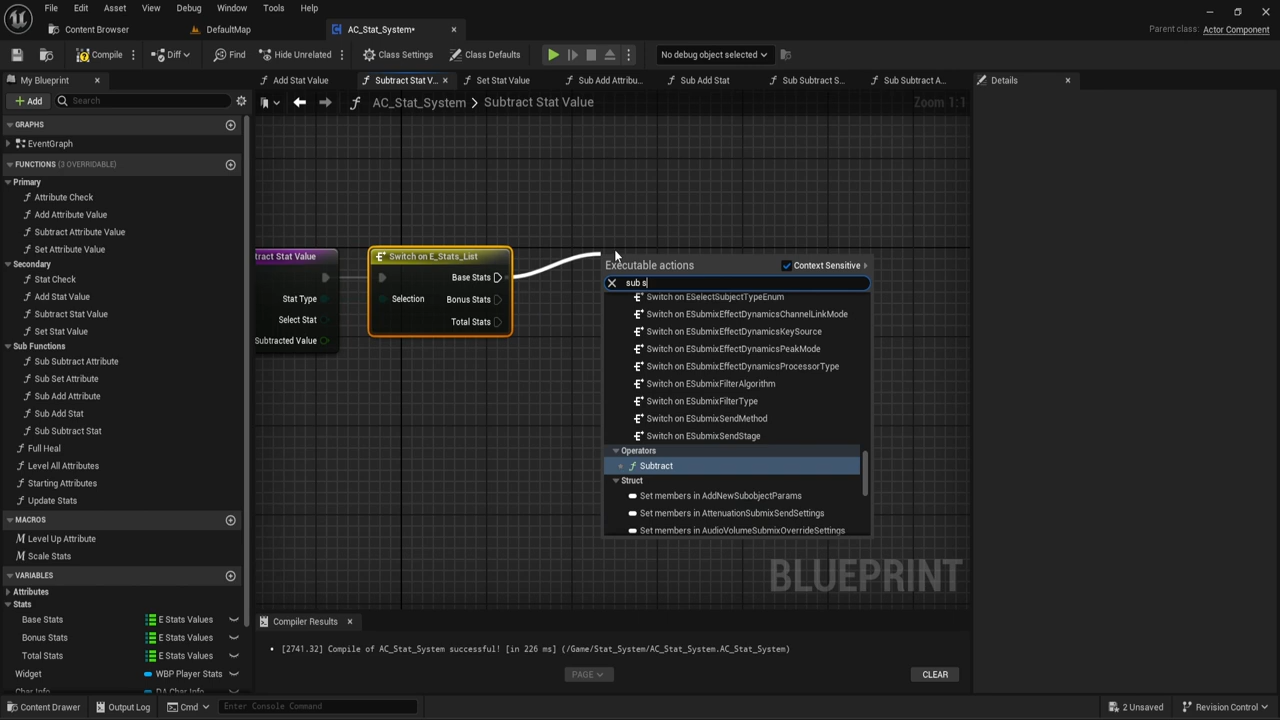 File Edit Asset View Debug Window Tools Help
Content Browser DefaultMap AC_Stat_System* Parent class: Actor Component
Compile Diff Find Hide Unrelated Class Settings Class Defaults No debug object selected
My Blueprint Add Stat Value Subtract Stat V... Set Stat Value Sub Add Attribu... Sub Add Stat Sub Subtract S... Sub Subtract A... Details
+ Add Search AC_Stat_System > Subtract Stat Value Zoom 1:1
GRAPHS
EventGraph
FUNCTIONS (3 OVERRIDABLE)
Primary
Attribute Check
Add Attribute Value
Subtract Attribute Value
Set Attribute Value
Secondary
Stat Check
Add Stat Value
Subtract Stat Value
Set Stat Value
Sub Functions
Sub Subtract Attribute
Sub Set Attribute
Sub Add Attribute
Sub Add Stat
Sub Subtract Stat
Full Heal
Level All Attributes
Starting Attributes
Update Stats
MACROS
Level Up Attribute
Scale Stats
VARIABLES
Attributes
Stats
Base Stats E Stats Values
Bonus Stats E Stats Values
Total Stats E Stats Values
Widget WBP Player Stats
Char Info DA Char Info
tract Stat Value
Stat Type
Select Stat
Subtracted Value
Switch on E_Stats_List
Base Stats
Selection Bonus Stats
Total Stats
Executable actions Context Sensitive
sub s
Switch on ESelectSubjectTypeEnum
Switch on ESubmixEffectDynamicsChannelLinkMode
Switch on ESubmixEffectDynamicsKeySource
Switch on ESubmixEffectDynamicsPeakMode
Switch on ESubmixEffectDynamicsProcessorType
Switch on ESubmixFilterAlgorithm
Switch on ESubmixFilterType
Switch on ESubmixSendMethod
Switch on ESubmixSendStage
Operators
Subtract
Struct
Set members in AddNewSubobjectParams
Set members in AttenuationSubmixSendSettings
Set members in AudioVolumeSubmixOverrideSettings
BLUEPRINT
Compiler Results
[2741.32] Compile of AC_Stat_System successful! [in 226 ms] (/Game/Stat_System/AC_Stat_System.AC_Stat_System)
PAGE CLEAR
Content Drawer Output Log Cmd Enter Console Command 2 Unsaved Revision Control